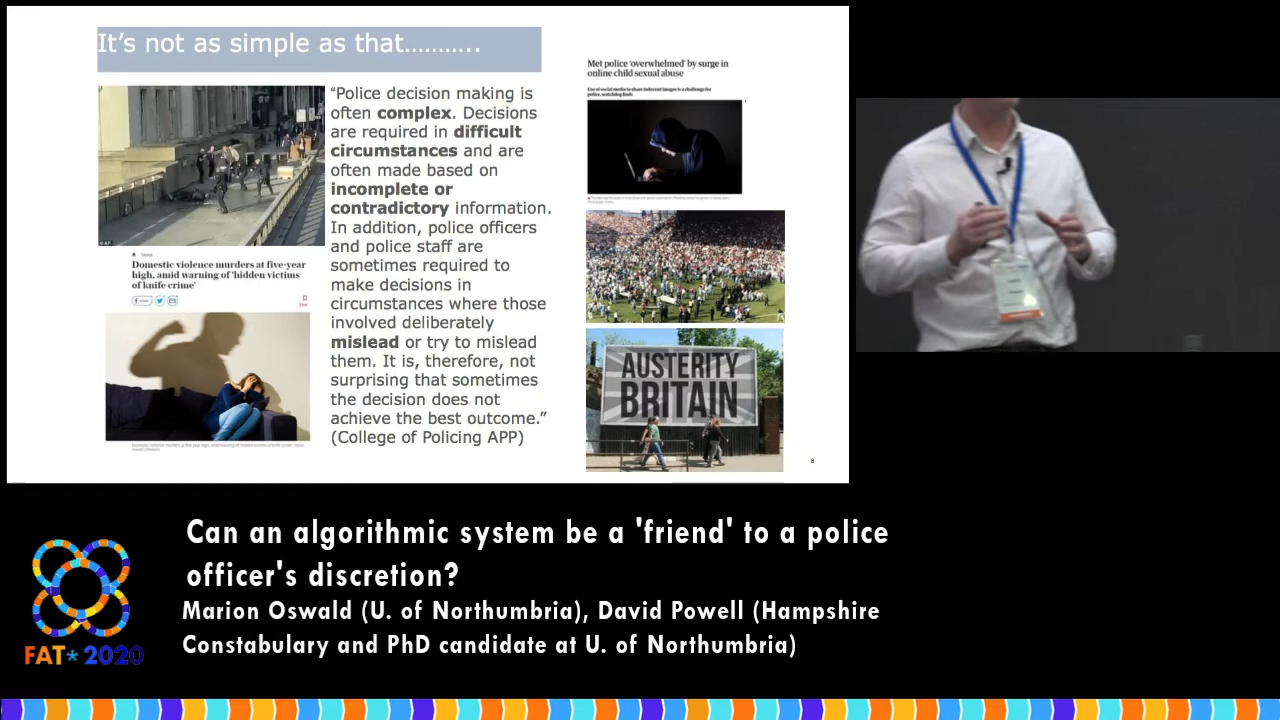 It's not as simple as that………..
"Police decision making is
often complex. Decisions
are required in difficult
circumstances and are
often made based on
incomplete or
contradictory information.
In addition, police officers
and police staff are
sometimes required to
make decisions in
circumstances where those
involved deliberately
mislead or try to mislead
them. It is, therefore, not
surprising that sometimes
the decision does not
achieve the best outcome."
(College of Policing APP)
Domestic violence murders at five-year
high, amid warning of 'hidden victims
of knife crime'
Met police 'overwhelmed' by surge in
online child sexual abuse
Use of social media to share indecent images is a challenge for
police, watchdog finds
AUSTERITY
BRITAIN
8
Can an algorithmic system be a 'friend' to a police
officer's discretion?
Marion Oswald (U. of Northumbria), David Powell (Hampshire
Constabulary and PhD candidate at U. of Northumbria)
FAT* 2020